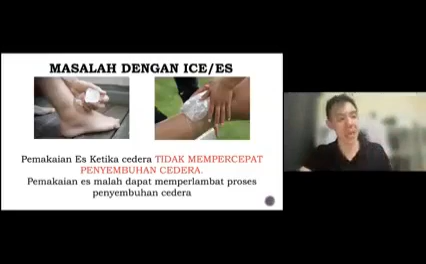 MASALAH DENGAN ICE/ES
Pemakaian Es Ketika cedera TIDAK MEMPERCEPAT
PENYEMBUHAN CEDERA.
Pemakaian es malah dapat memperlambat proses
penyembuhan cedera